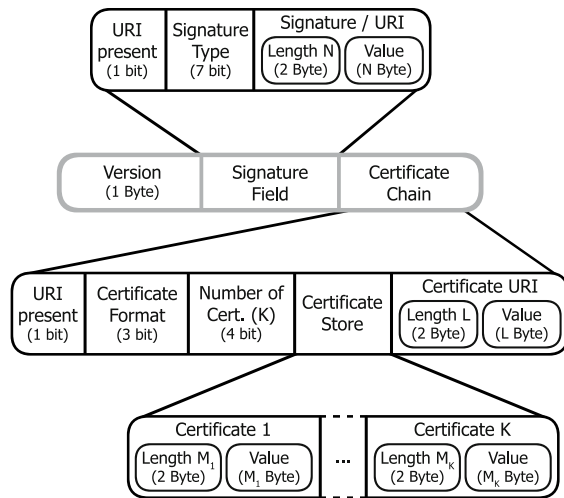 URI present (1 bit)
Signature Type (7 bit)
Signature / URI
Length N (2 Byte)
Value (N Byte)
Version (1 Byte)
Signature Field
Certificate Chain
URI present (1 bit)
Certificate Format (3 bit)
Number of Cert. (K) (4 bit)
Certificate Store
Certificate URI
Length L (2 Byte)
Value (L Byte)
Certificate 1
Length M₁ (2 Byte)
Value (M₁ Byte)
...
Certificate K
Length Mₖ (2 Byte)
Value (Mₖ Byte)